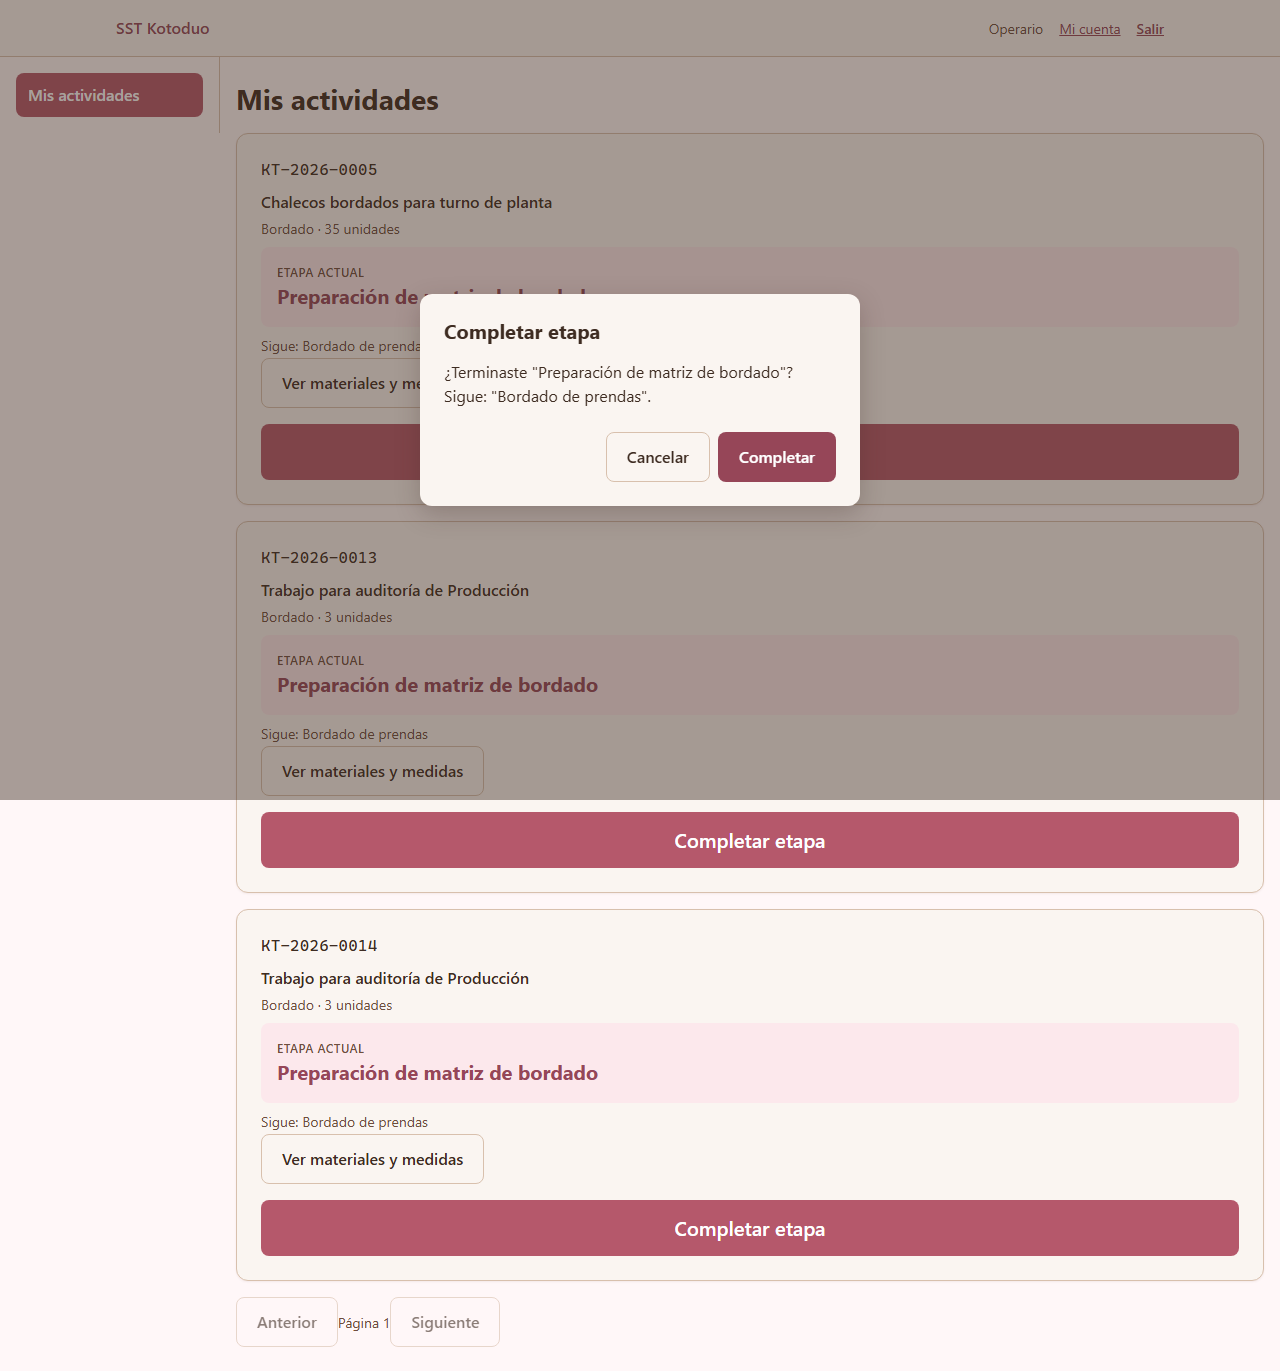 SST Kotoduo
Operario Mi cuenta Salir
Mis actividades
Mis actividades
KT-2026-0005
Chalecos bordados para turno de planta
Bordado · 35 unidades
ETAPA ACTUAL
Preparación de
Sigue: Bordado de prenda
Ver materiales y me
Completar etapa
¿Terminaste "Preparación de matriz de bordado"?
Sigue: "Bordado de prendas".
Cancelar
Completar
KT-2026-0013
Trabajo para auditoría de Producción
Bordado · 3 unidades
ETAPA ACTUAL
Preparación de matriz de bordado
Sigue: Bordado de prendas
Ver materiales y medidas
Completar etapa
KT-2026-0014
Trabajo para auditoría de Producción
Bordado · 3 unidades
ETAPA ACTUAL
Preparación de matriz de bordado
Sigue: Bordado de prendas
Ver materiales y medidas
Completar etapa
Anterior
Página 1
Siguiente